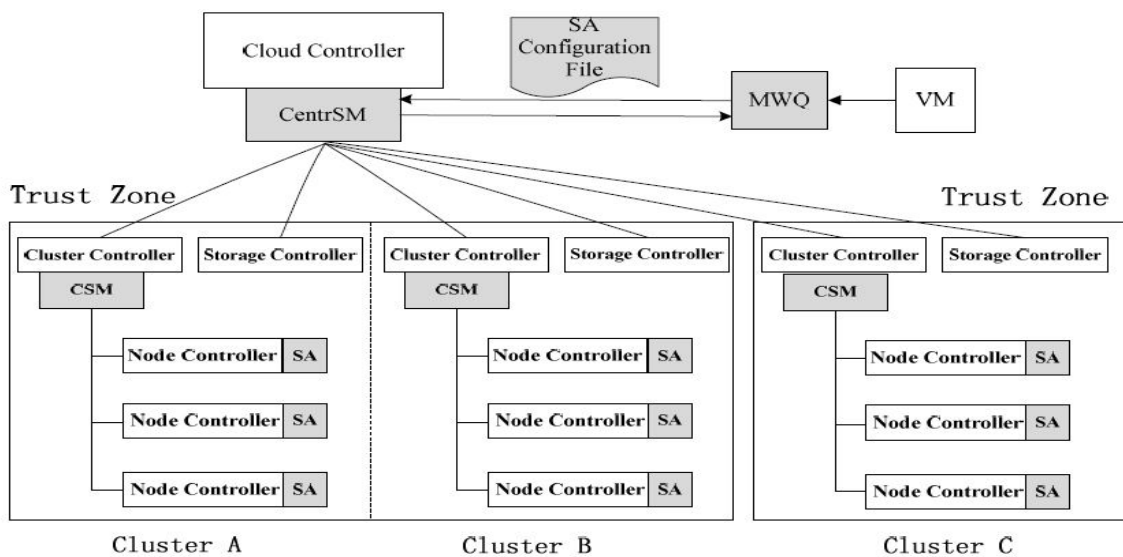 Cloud Controller
SA
Configuration
File
CentrSM
MWQ
VM
Trust Zone
Trust Zone
Cluster Controller
Storage Controller
Cluster Controller
Storage Controller
Cluster Controller
Storage Controller
CSM
CSM
CSM
Node Controller SA
Node Controller SA
Node Controller SA
Node Controller SA
Node Controller SA
Node Controller SA
Node Controller SA
Node Controller SA
Node Controller SA
Cluster A
Cluster B
Cluster C